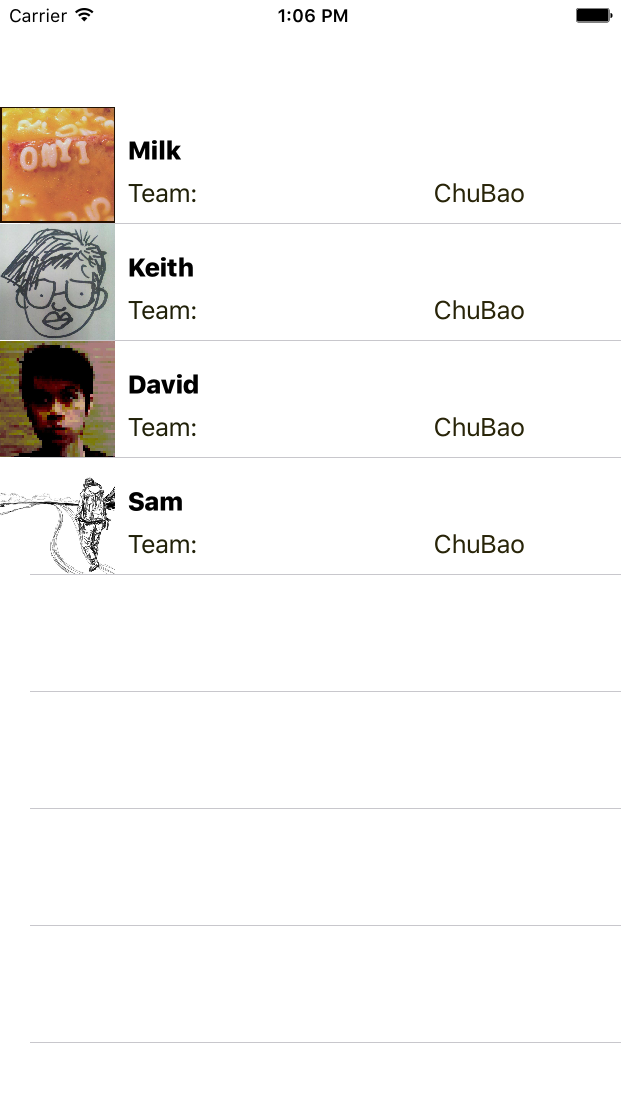 Carrier 1:06 PM
ONYI
Milk
Team: ChuBao
Keith
Team: ChuBao
David
Team: ChuBao
Sam
Team: ChuBao